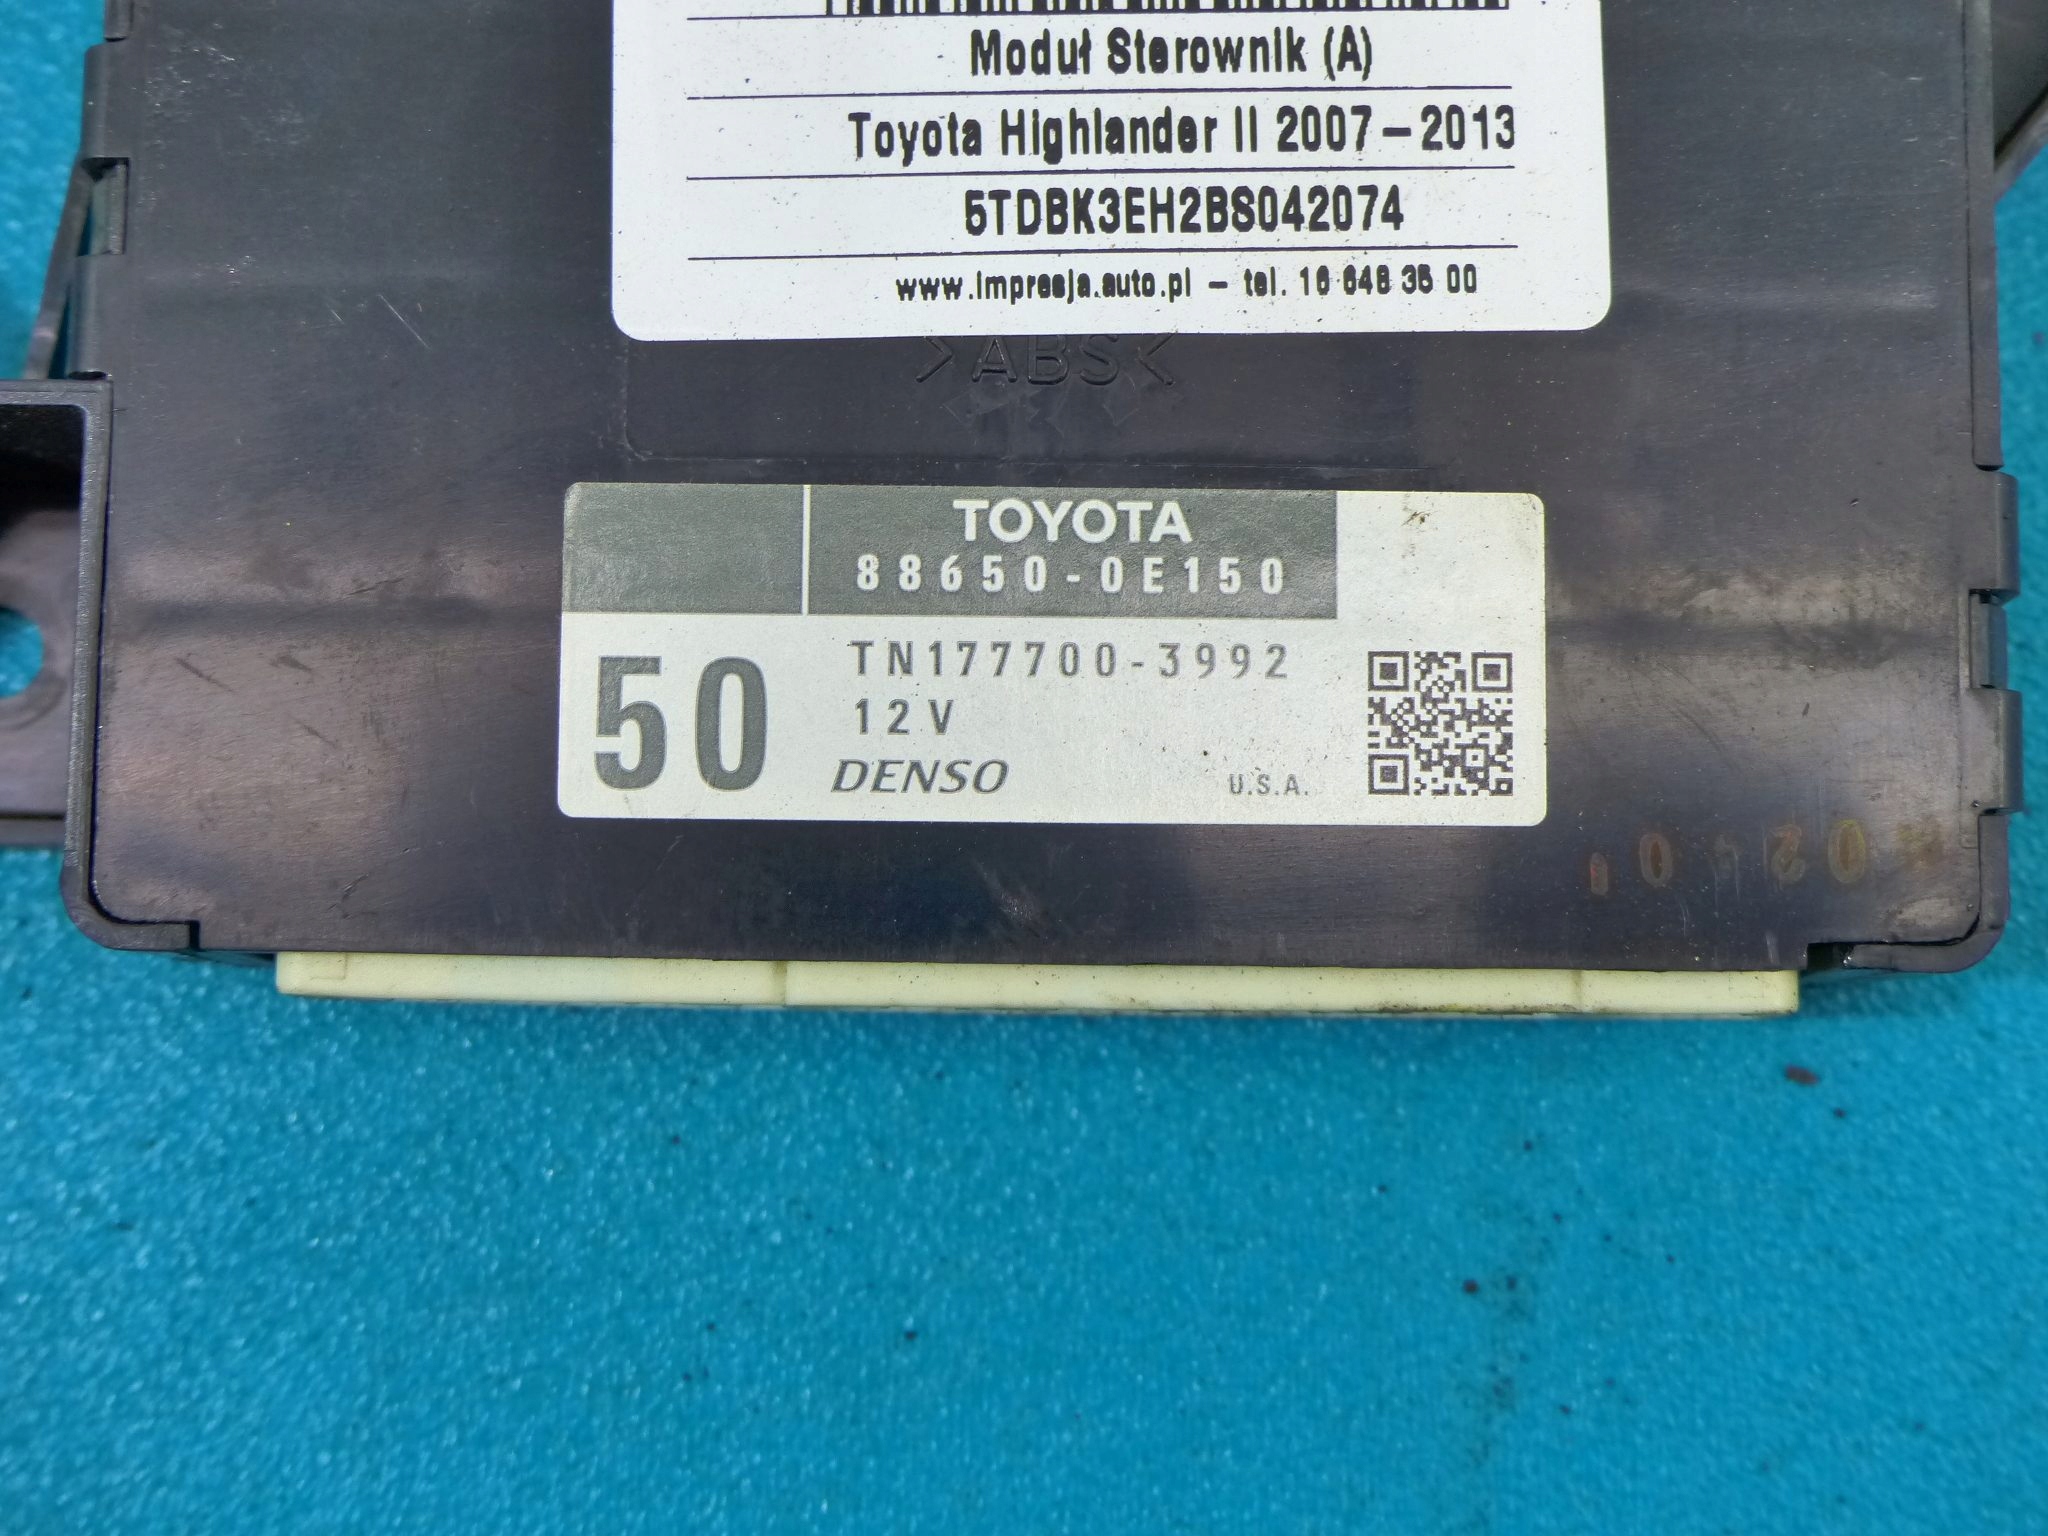 Moduł Sterownik (A)
Toyota Highlander II 2007-2013
5TDBK3EH2BS042074
www.impresja.auto.pl - tel. 16 648 36 00
>ABS<
TOYOTA
88650-0E150
50
TN177700-3992
12V
DENSO
U.S.A.